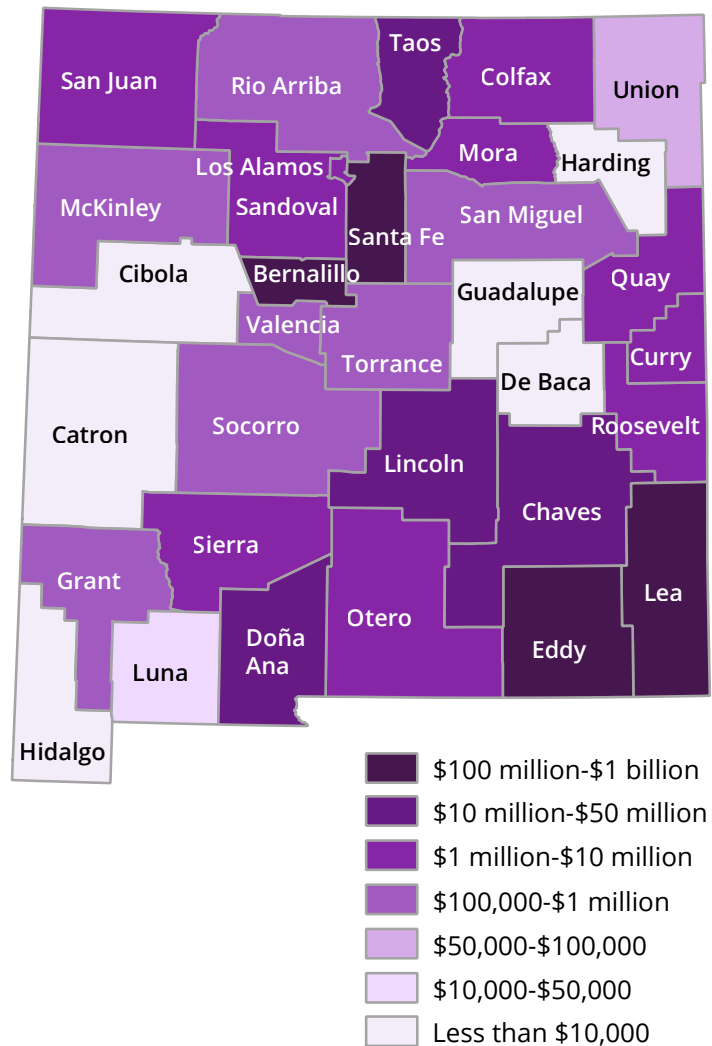 Taos
San Juan
Rio Arriba
Colfax
Union
Mora
Harding
Los Alamos
McKinley
Sandoval
San Miguel
Santa Fe
Cibola
Bernalillo
Quay
Guadalupe
Valencia
Torrance
Curry
De Baca
Catron
Socorro
Roosevelt
Lincoln
Chaves
Sierra
Grant
Lea
Otero
Doña
Ana
Eddy
Luna
Hidalgo
$100 million-$1 billion
$10 million-$50 million
$1 million-$10 million
$100,000-$1 million
$50,000-$100,000
$10,000-$50,000
Less than $10,000